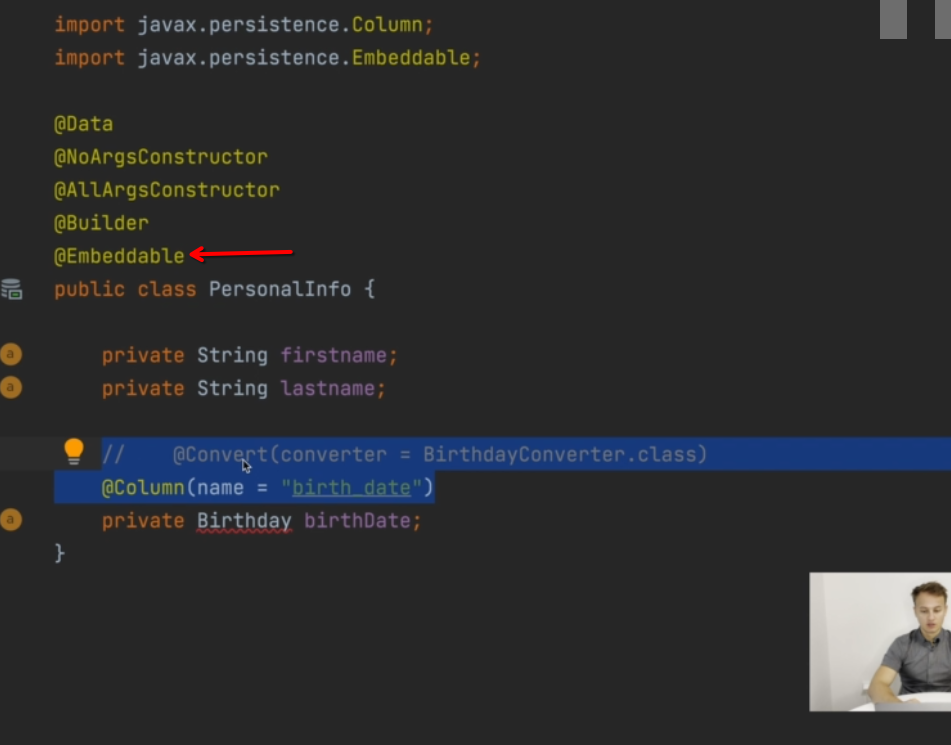 import javax.persistence.Column;
import javax.persistence.Embeddable;
@Data
@NoArgsConstructor
@AllArgsConstructor
@Builder
@Embeddable
public class PersonalInfo {
a private String firstname;
a private String lastname;
// @Convert(converter = BirthdayConverter.class)
@Column(name = "birth_date")
a private Birthday birthDate;
}